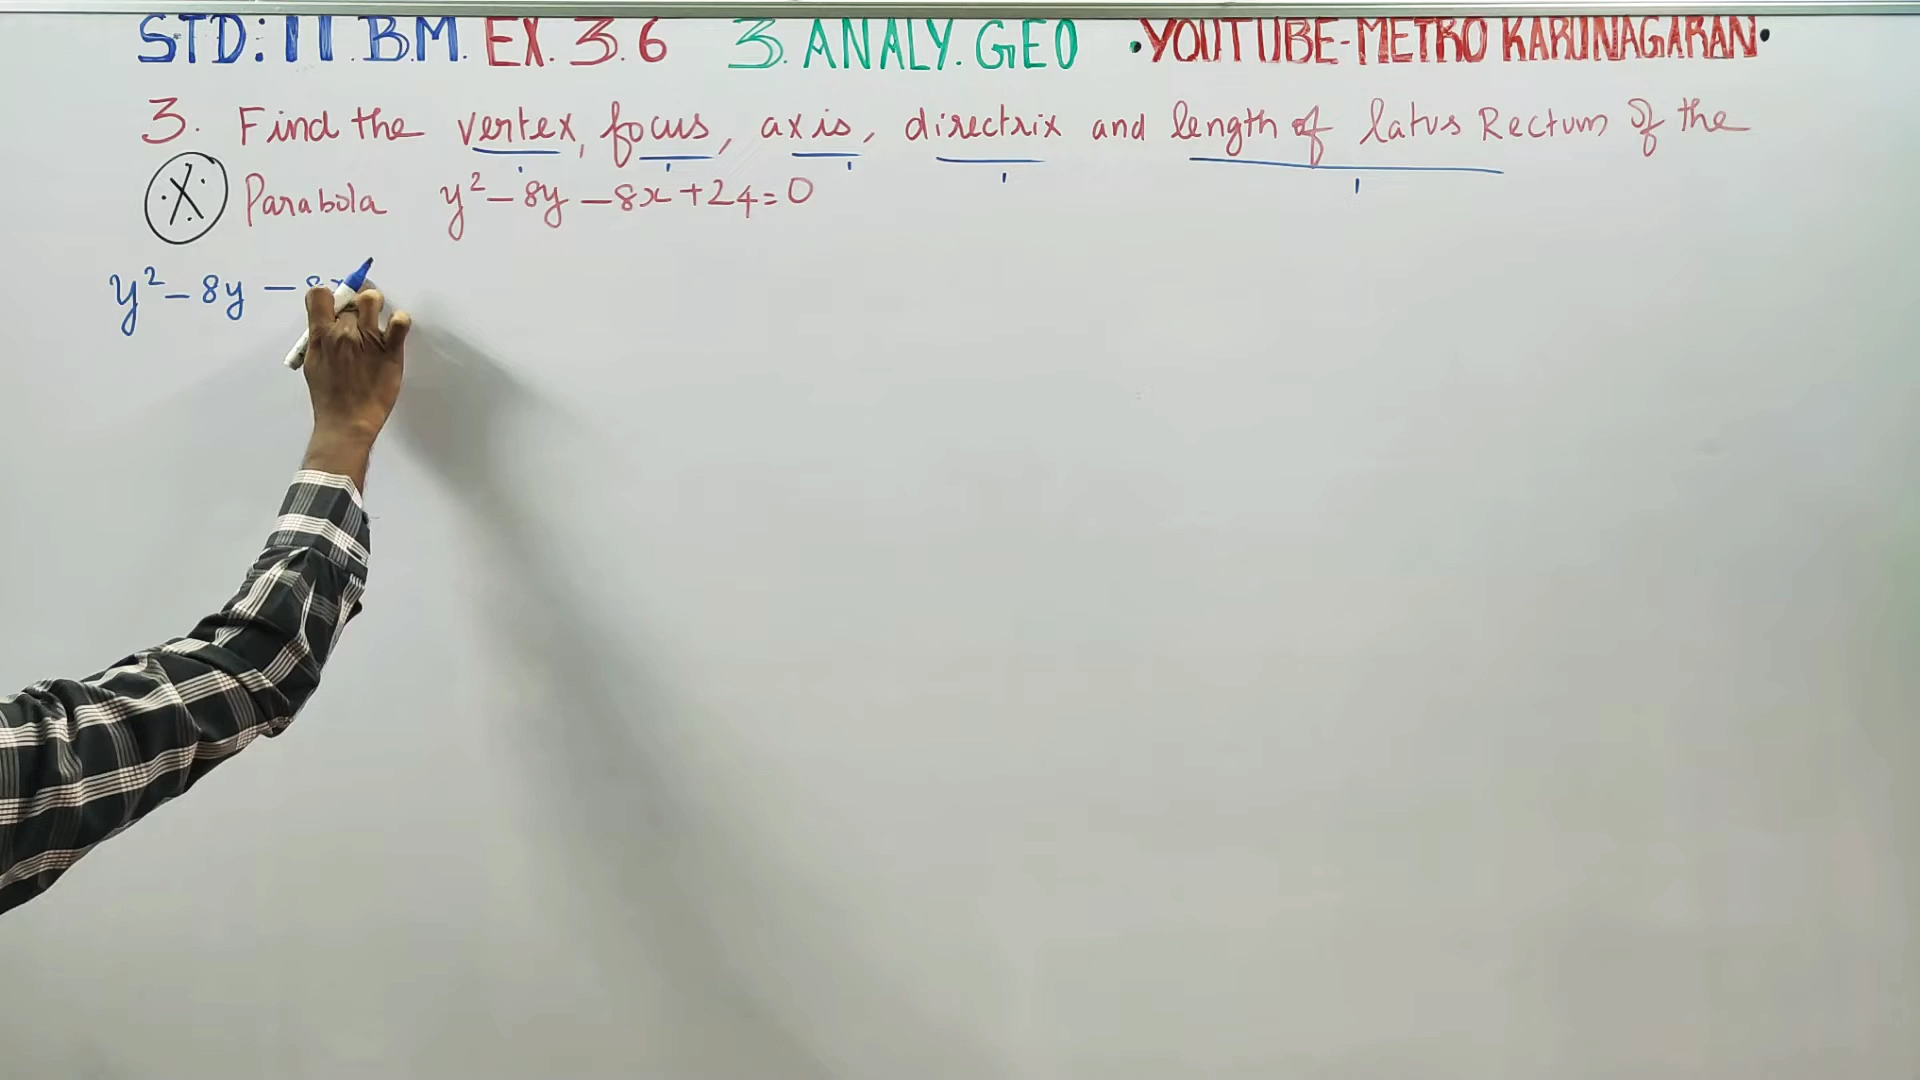 STD: 11 .B.M. EX. 3.6 3. ANALY. GEO • YOUTUBE-METRO KARUNAGARAN •
3. Find the vertex, focus, axis, directrix and length of latus Rectum of the
Parabola y² - 8y - 8x + 24 = 0
y² - 8y - 8x